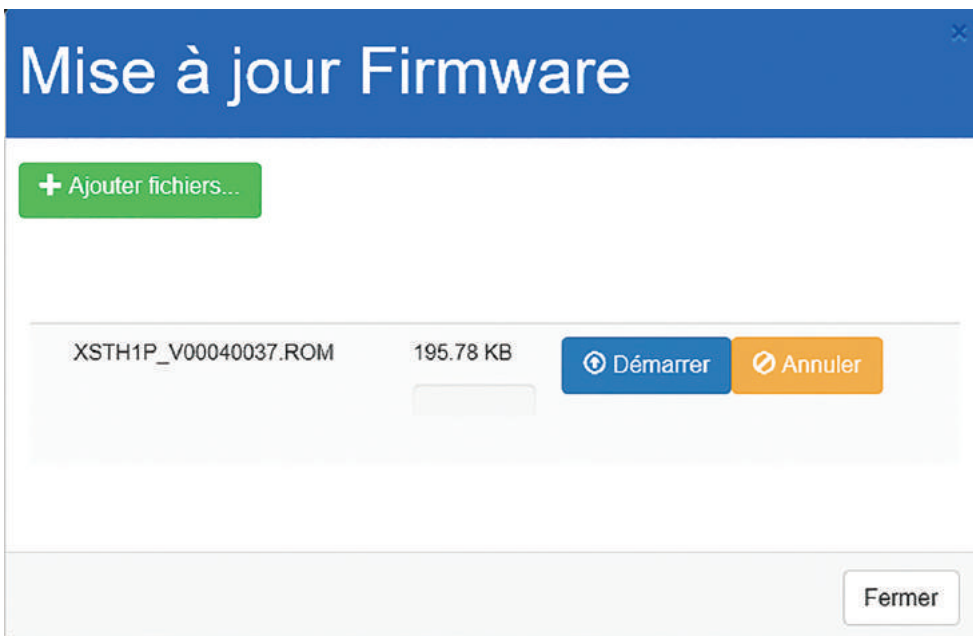 Mise à jour Firmware
×
+ Ajouter fichiers...
XSTH1P_V00040037.ROM 195.78 KB Démarrer Annuler
Fermer